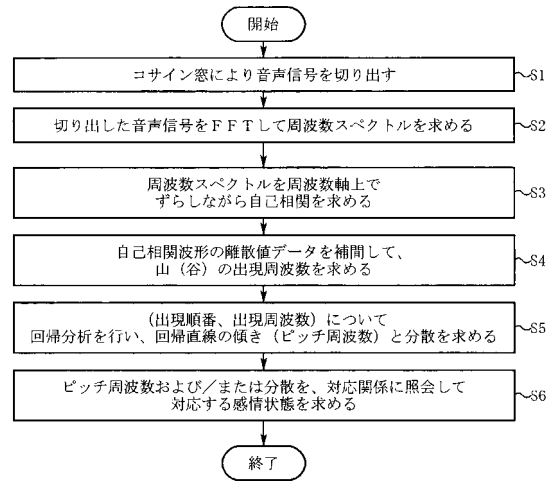 開始
コサイン窓により音声信号を切り出す
S1
切り出した音声信号をFFTして周波数スペクトルを求める
S2
周波数スペクトルを周波数軸上で
ずらしながら自己相関を求める
S3
自己相関波形の離散値データを補間して、
山(谷)の出現周波数を求める
S4
(出現順番、出現周波数)について
回帰分析を行い、回帰直線の傾き(ピッチ周波数)と分散を求める
S5
ピッチ周波数および/または分散を、対応関係に照会して
対応する感情状態を求める
S6
終了